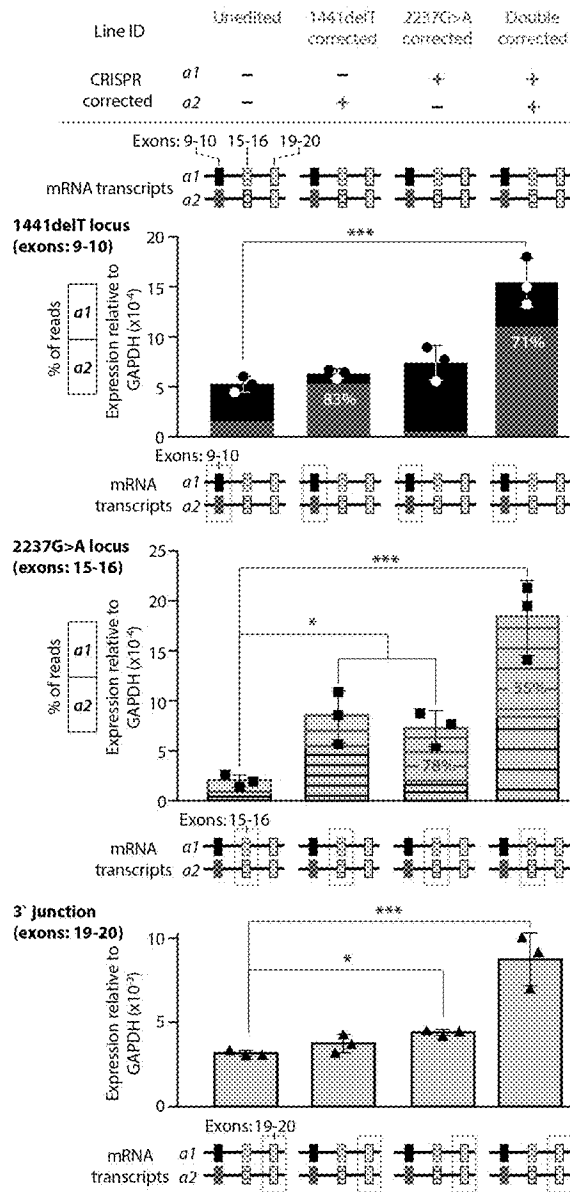 Line ID Unedited 1441delT corrected 2237G>A corrected Double corrected
CRISPR corrected
a1 − − + +
a2 − + − +
Exons: 9-10 15-16 19-20
mRNA transcripts a1 a2
1441delT locus
(exons: 9-10)
% of reads a1 a2
Expression relative to
GAPDH (x10⁻⁴)
20
15
10
5
0
***
83%
71%
Exons: 9-10
mRNA transcripts a1 a2
2237G>A locus
(exons: 15-16)
% of reads a1 a2
Expression relative to
GAPDH (x10⁻⁴)
25
20
15
10
5
0
***
*
Exons: 15-16
mRNA transcripts a1 a2
3` junction
(exons: 19-20)
Expression relative to
GAPDH (x10⁻³)
10
5
0
***
*
Exons: 19-20
mRNA transcripts a1 a2